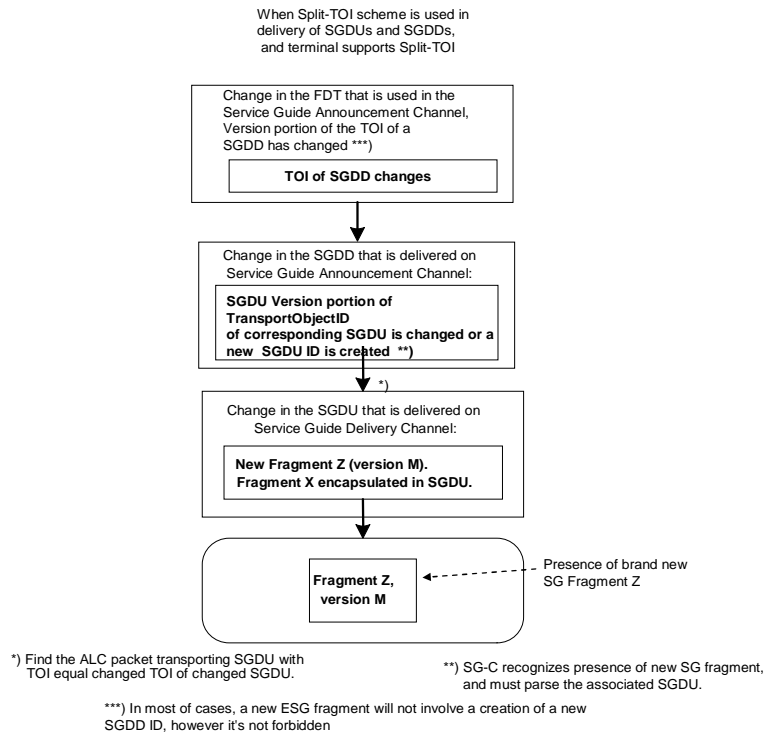 When Split-TOI scheme is used in
delivery of SGDUs and SGDDs,
and terminal supports Split-TOI
Change in the FDT that is used in the
Service Guide Announcement Channel,
Version portion of the TOI of a
SGDD has changed ***)
TOI of SGDD changes
Change in the SGDD that is delivered on
Service Guide Announcement Channel:
SGDU Version portion of
TransportObjectID
of corresponding SGDU is changed or a
new SGDU ID is created **)
*)
Change in the SGDU that is delivered on
Service Guide Delivery Channel:
New Fragment Z (version M).
Fragment X encapsulated in SGDU.
Fragment Z,
version M
Presence of brand new
SG Fragment Z
*) Find the ALC packet transporting SGDU with
TOI equal changed TOI of changed SGDU.
**) SG-C recognizes presence of new SG fragment,
and must parse the associated SGDU.
***) In most of cases, a new ESG fragment will not involve a creation of a new
SGDD ID, however it's not forbidden